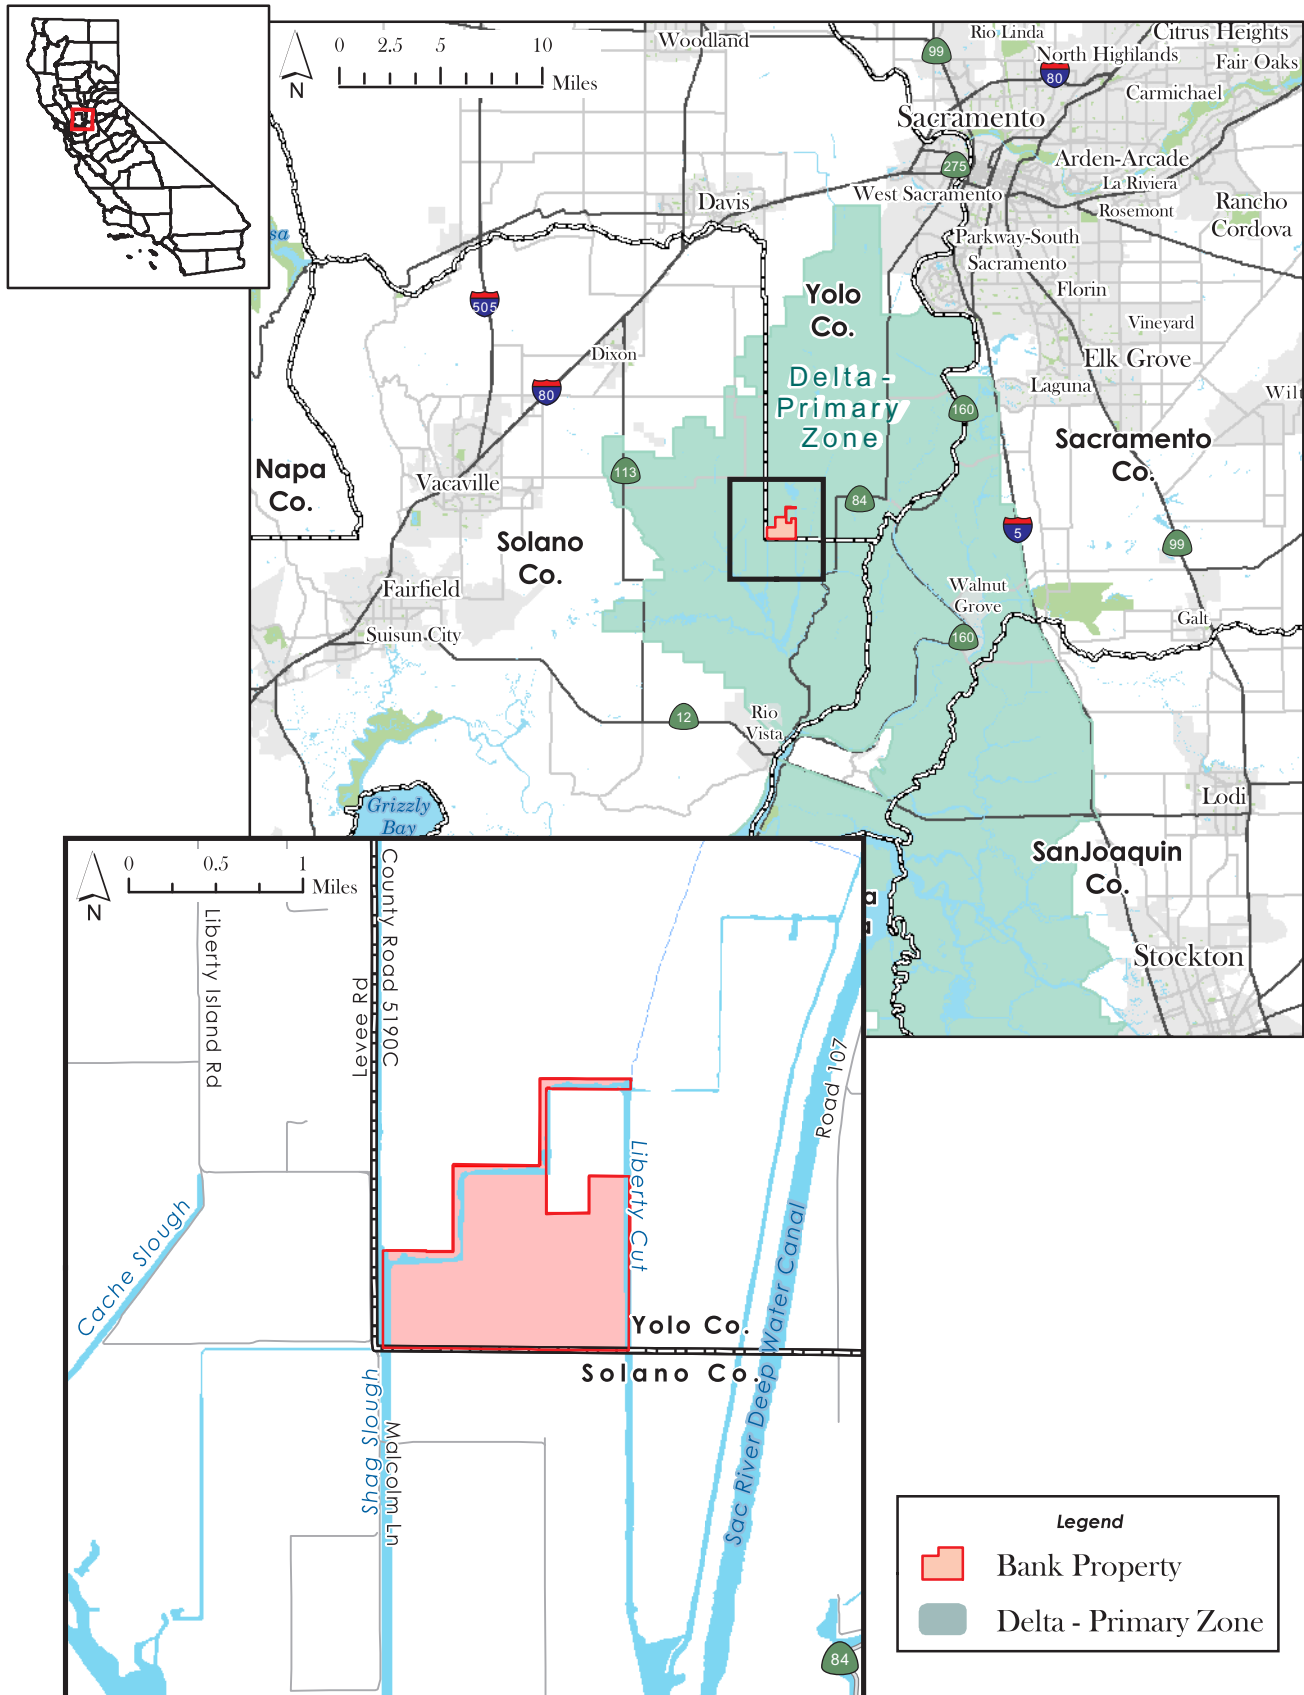 0 2.5 5 10
Miles
N
Woodland
99
Rio Linda
Citrus Heights
North Highlands
80
Fair Oaks
Carmichael
Sacramento
275
Arden-Arcade
La Riviera
West Sacramento
Rosemont
Rancho
Cordova
Davis
sa
Parkway-South
Sacramento
Florin
Yolo
Co.
505
Vineyard
Dixon
Elk Grove
Delta -
Primary
Zone
80
Laguna
Wilt
160
Sacramento
Co.
Napa
Co.
113
Vacaville
84
5
99
Solano
Co.
Fairfield
Walnut
Grove
Galt
Suisun City
160
12
Rio
Vista
Grizzly
Bay
Lodi
SanJoaquin
Co.
a
a
Stockton
0 0.5 1
Miles
N
Liberty Island Rd
Levee Rd
County Road 5190C
Road 107
Liberty Cut
Cache Slough
Sac River Deep Water Canal
Yolo Co.
Solano Co.
Shag Slough
Malcolm Ln
84
Legend
Bank Property
Delta - Primary Zone